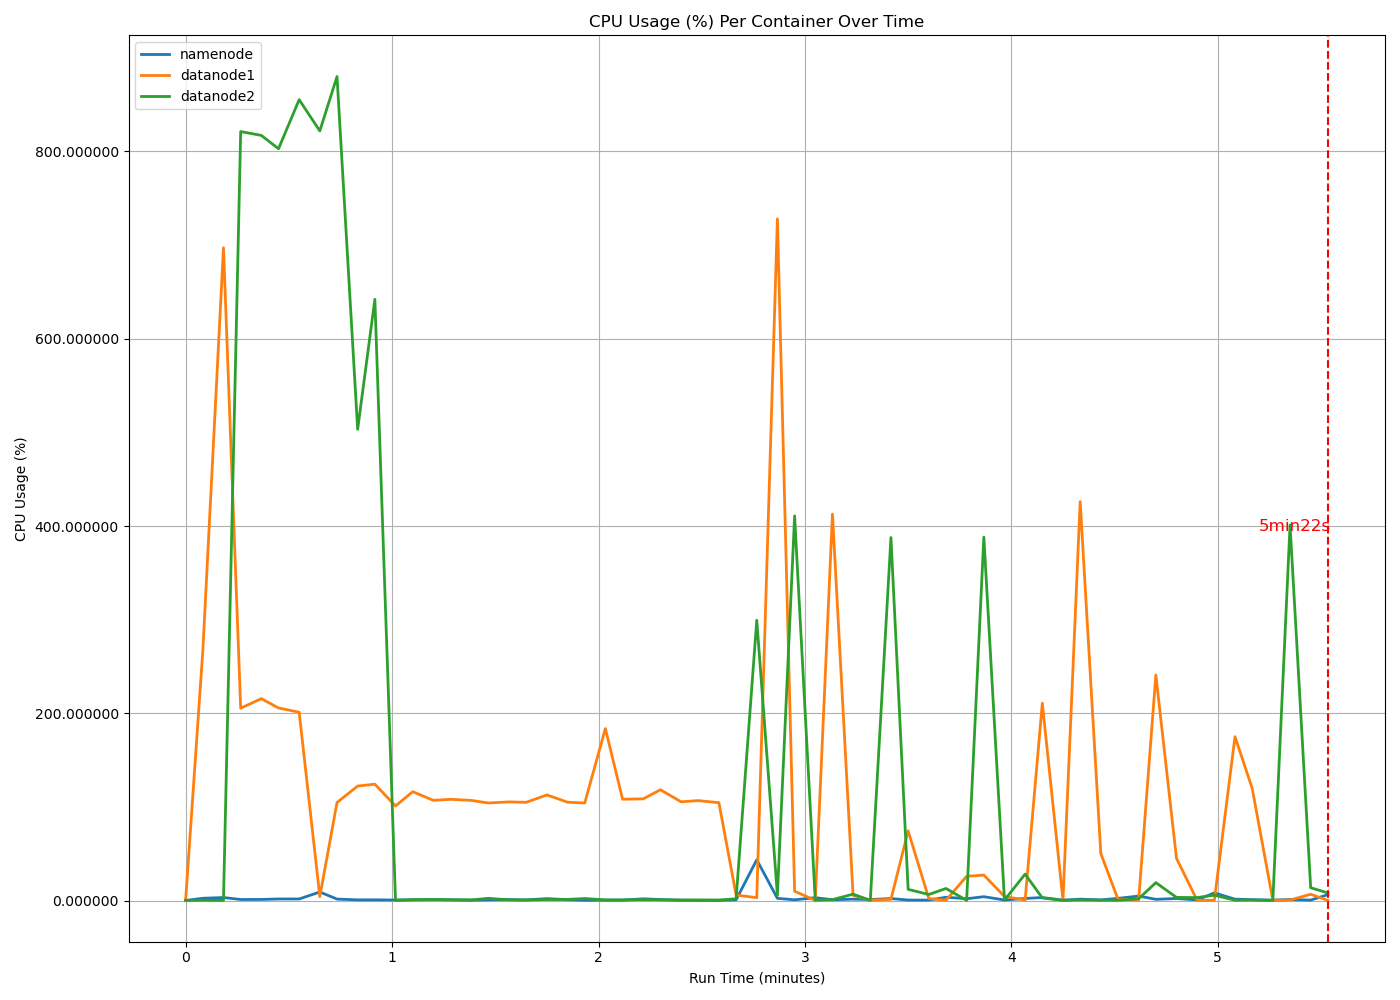 CPU Usage (%) Per Container Over Time
namenode
datanode1
datanode2
800.000000
600.000000
400.000000
200.000000
0.000000
CPU Usage (%)
5min22s
0 1 2 3 4 5
Run Time (minutes)